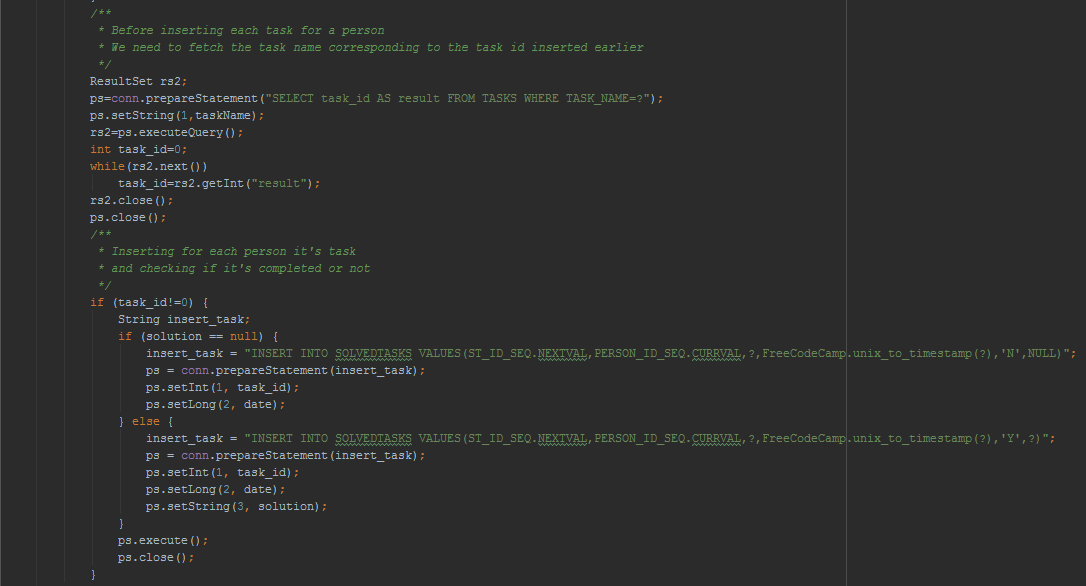 /**
 * Before inserting each task for a person
 * We need to fetch the task name corresponding to the task id inserted earlier
 */
ResultSet rs2;
ps=conn.prepareStatement("SELECT task_id AS result FROM TASKS WHERE TASK_NAME=?");
ps.setString(1,taskName);
rs2=ps.executeQuery();
int task_id=0;
while(rs2.next())
    task_id=rs2.getInt("result");
rs2.close();
ps.close();
/**
 * Inserting for each person it's task
 * and checking if it's completed or not
 */
if (task_id!=0) {
    String insert_task;
    if (solution == null) {
        insert_task = "INSERT INTO SOLVEDTASKS VALUES(ST_ID_SEQ.NEXTVAL,PERSON_ID_SEQ.CURRVAL,?,FreeCodeCamp.unix_to_timestamp(?),'N',NULL)";
        ps = conn.prepareStatement(insert_task);
        ps.setInt(1, task_id);
        ps.setLong(2, date);
    } else {
        insert_task = "INSERT INTO SOLVEDTASKS VALUES(ST_ID_SEQ.NEXTVAL,PERSON_ID_SEQ.CURRVAL,?,FreeCodeCamp.unix_to_timestamp(?),'Y',?)";
        ps = conn.prepareStatement(insert_task);
        ps.setInt(1, task_id);
        ps.setLong(2, date);
        ps.setString(3, solution);
    }
    ps.execute();
    ps.close();
}